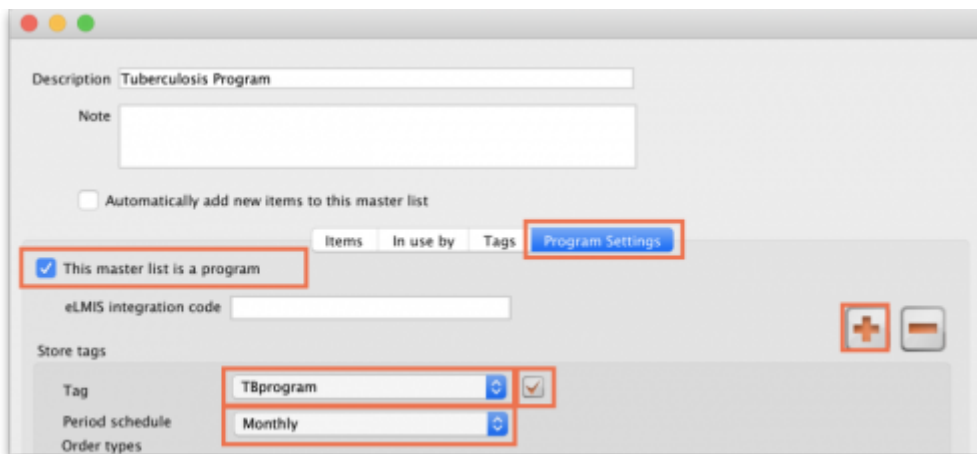 Description Tuberculosis Program
Note
Automatically add new items to this master list
Items In use by Tags Program Settings
This master list is a program
eLMIS integration code
Store tags
Tag TBprogram
Period schedule Monthly
Order types